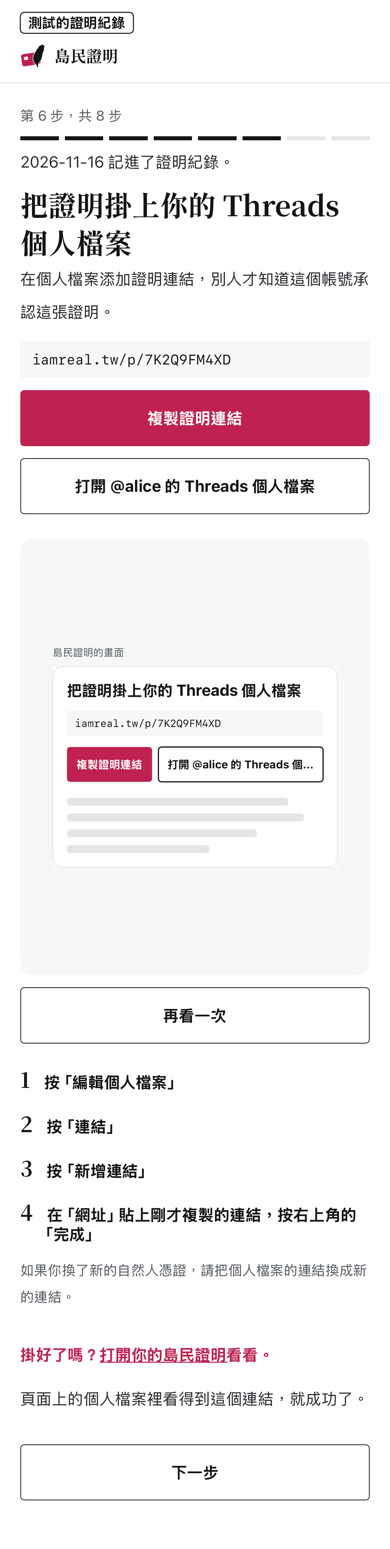 測試的證明紀錄
島民證明
第 6 步，共 8 步
2026-11-16 記進了證明紀錄。
把證明掛上你的 Threads
個人檔案
在個人檔案添加證明連結，別人才知道這個帳號承
認這張證明。
iamreal.tw/p/7K2Q9FM4XD
複製證明連結
打開 @alice 的 Threads 個人檔案
島民證明的畫面
把證明掛上你的 Threads 個人檔案
iamreal.tw/p/7K2Q9FM4XD
複製證明連結
打開 @alice 的 Threads 個…
再看一次
1 按「編輯個人檔案」
2 按「連結」
3 按「新增連結」
4 在「網址」貼上剛才複製的連結，按右上角的
「完成」
如果你換了新的自然人憑證，請把個人檔案的連結換成新
的連結。
掛好了嗎？打開你的島民證明看看。
頁面上的個人檔案裡看得到這個連結，就成功了。
下一步